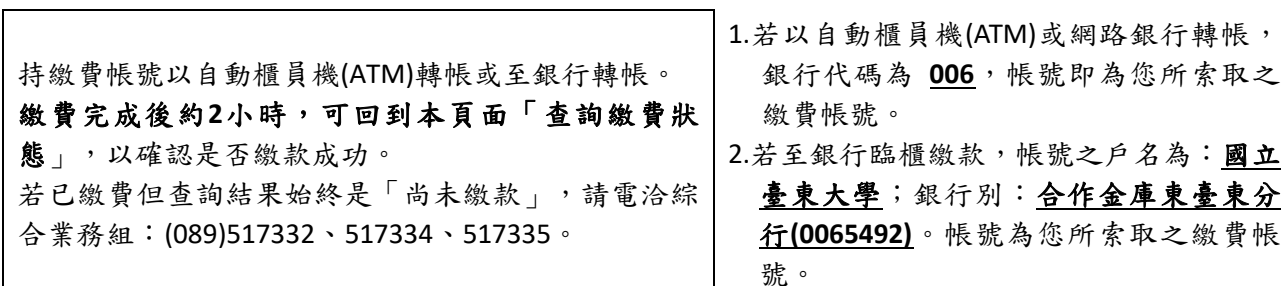 持繳費帳號以自動櫃員機(ATM)轉帳或至銀行轉帳。
繳費完成後約2小時，可回到本頁面「查詢繳費狀
態」，以確認是否繳款成功。
若已繳費但查詢結果始終是「尚未繳款」，請電洽綜
合業務組：(089)517332、517334、517335。
1.若以自動櫃員機(ATM)或網路銀行轉帳，
銀行代碼為 006，帳號即為您所索取之
繳費帳號。
2.若至銀行臨櫃繳款，帳號之戶名為：國立
臺東大學；銀行別：合作金庫東臺東分
行(0065492)。帳號為您所索取之繳費帳
號。